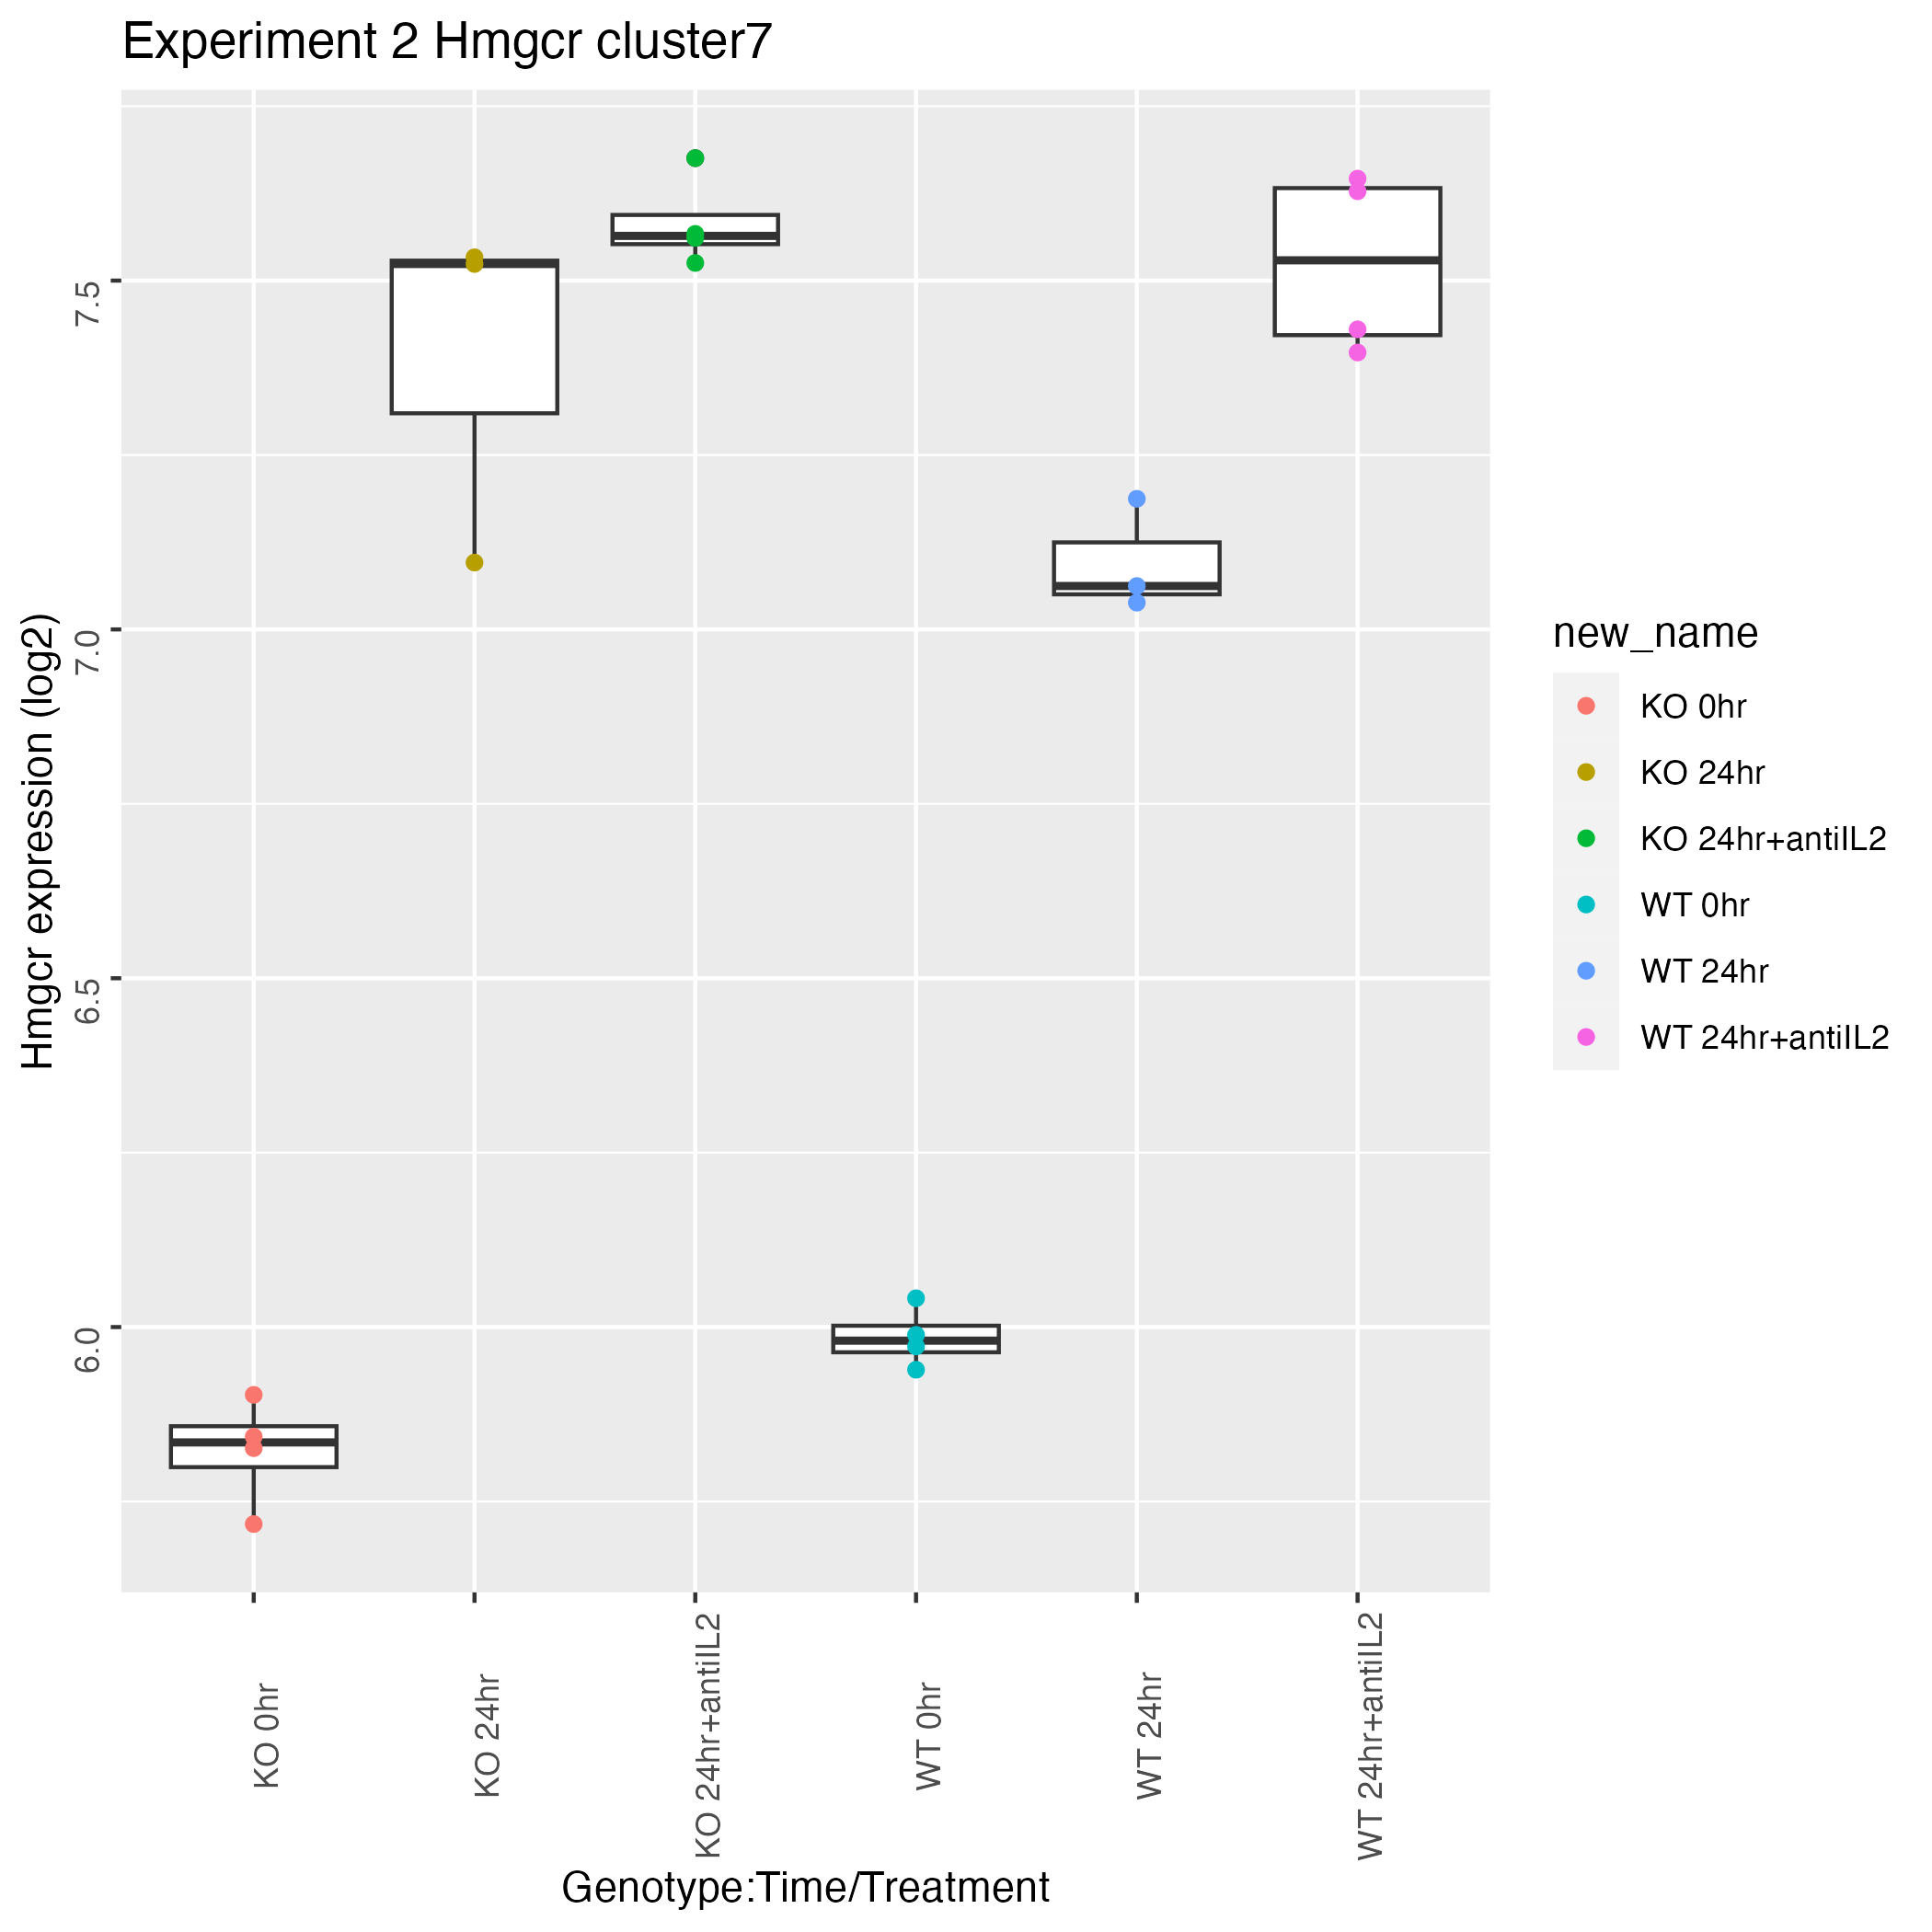 Experiment 2 Hmgcr cluster7
Hmgcr expression (log2)
7.5
7.0
6.5
6.0
KO 0hr
KO 24hr
KO 24hr+antiIL2
WT 0hr
WT 24hr
WT 24hr+antiIL2
Genotype:Time/Treatment
new_name
KO 0hr
KO 24hr
KO 24hr+antiIL2
WT 0hr
WT 24hr
WT 24hr+antiIL2